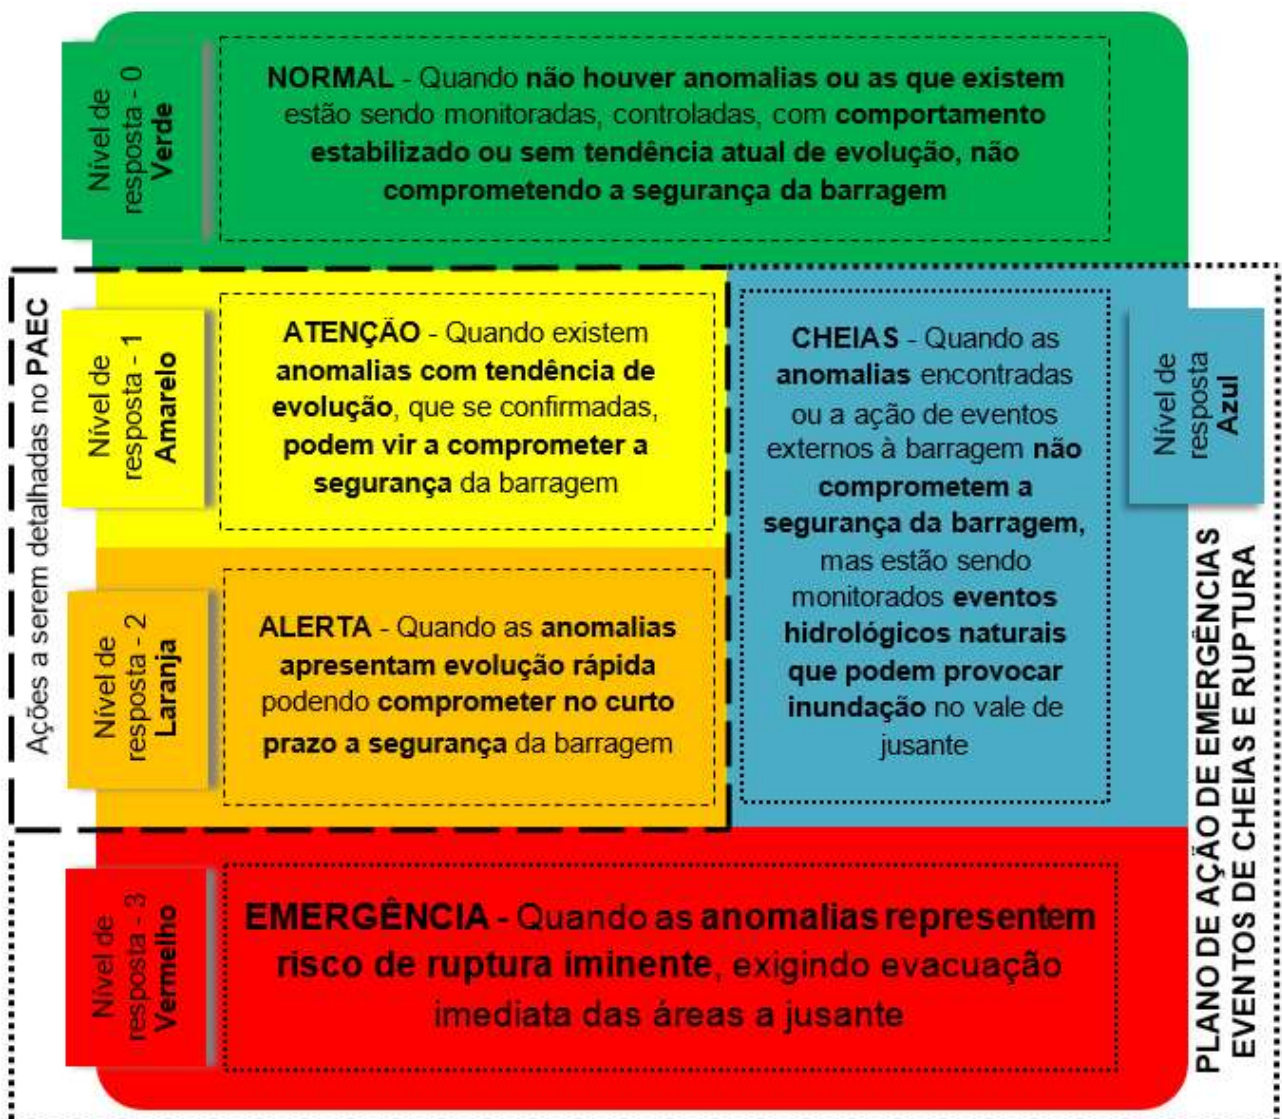 Nível de
resposta - 0
Verde
NORMAL - Quando não houver anomalias ou as que existem
estão sendo monitoradas, controladas, com comportamento
estabilizado ou sem tendência atual de evolução, não
comprometendo a segurança da barragem
Ações a serem detalhadas no PAEC
Nível de
resposta - 1
Amarelo
ATENÇÃO - Quando existem
anomalias com tendência de
evolução, que se confirmadas,
podem vir a comprometer a
segurança da barragem
Nível de
resposta - 2
Laranja
ALERTA - Quando as anomalias
apresentam evolução rápida
podendo comprometer no curto
prazo a segurança da barragem
CHEIAS - Quando as
anomalias encontradas
ou a ação de eventos
externos à barragem não
comprometem a
segurança da barragem,
mas estão sendo
monitorados eventos
hidrológicos naturais
que podem provocar
inundação no vale de
jusante
Nível de
resposta
Azul
PLANO DE AÇÃO DE EMERGÊNCIAS
EVENTOS DE CHEIAS E RUPTURA
Nível de
resposta - 3
Vermelho
EMERGÊNCIA - Quando as anomalias representem
risco de ruptura iminente, exigindo evacuação
imediata das áreas a jusante